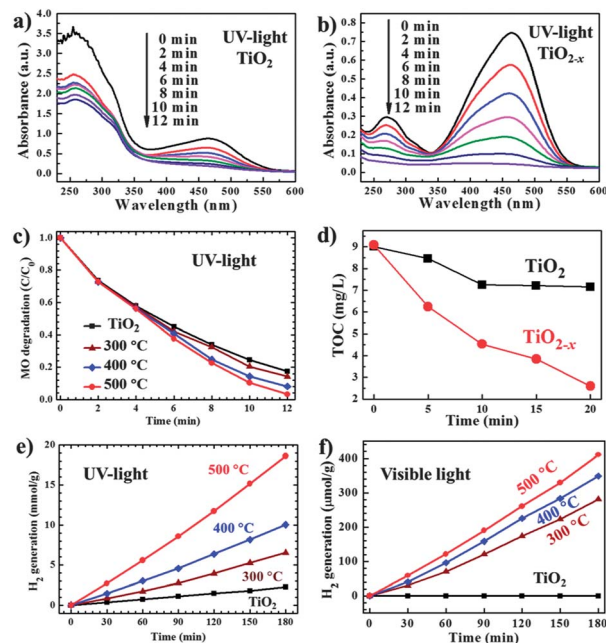 a)
UV-light
TiO2
0 min
2 min
4 min
6 min
8 min
10 min
12 min
Absorbance (a.u.)
4.0
3.5
3.0
2.5
2.0
1.5
1.0
0.5
0.0
250 300 350 400 450 500 550 600
Wavelength (nm)
b)
UV-light
TiO2-x
0 min
2 min
4 min
6 min
8 min
10 min
12 min
Absorbance (a.u.)
0.9
0.8
0.7
0.6
0.5
0.4
0.3
0.2
0.1
0.0
250 300 350 400 450 500 550 600
Wavelength (nm)
c)
UV-light
MO degradation (C/C0)
1.0
0.8
0.6
0.4
0.2
0.0
TiO2
300 °C
400 °C
500 °C
0 2 4 6 8 10 12
Time (min)
d)
TiO2
TiO2-x
TOC (mg/L)
10
9
8
7
6
5
4
3
2
0 5 10 15 20
Time (min)
e)
UV-light
500 °C
400 °C
300 °C
TiO2
H2 generation (mmol/g)
20
15
10
5
0
0 30 60 90 120 150 180
Time (min)
f)
Visible light
500 °C
400 °C
300 °C
TiO2
H2 generation (μmol/g)
400
300
200
100
0
0 30 60 90 120 150 180
Time (min)